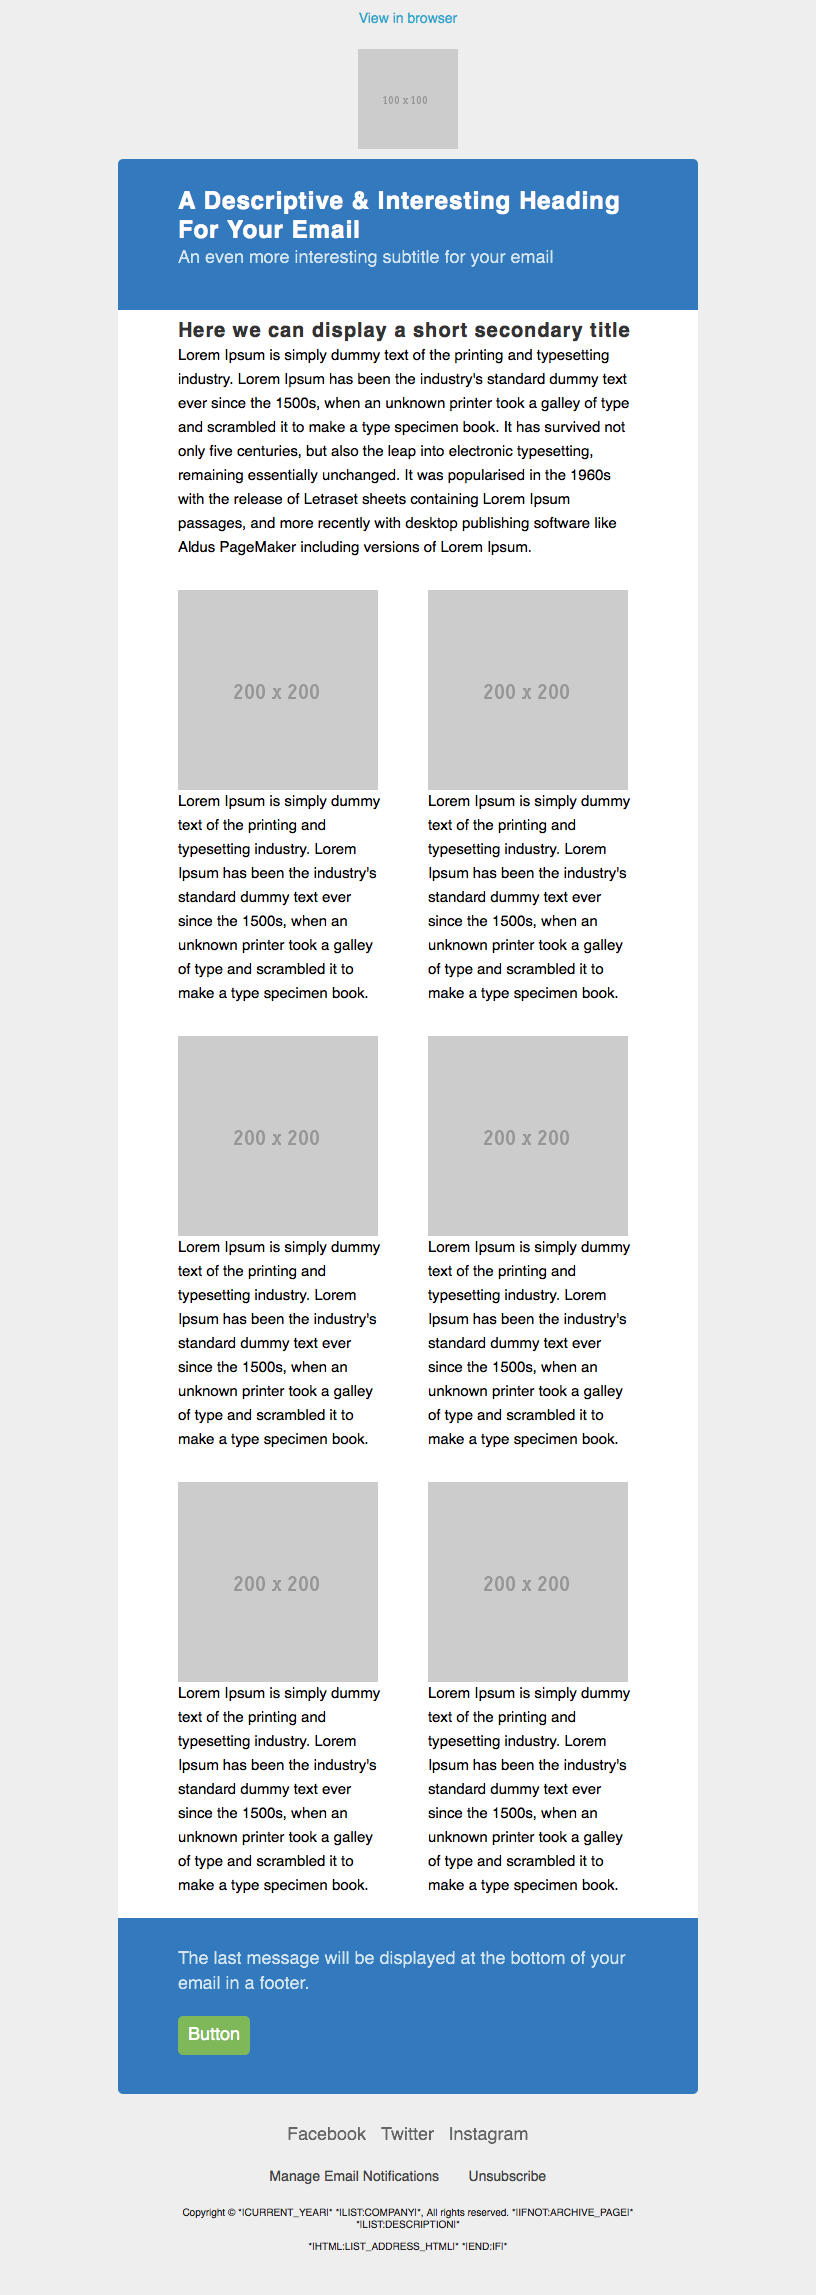 View in browser
100 x 100
A Descriptive & Interesting Heading
For Your Email
An even more interesting subtitle for your email
Here we can display a short secondary title
Lorem Ipsum is simply dummy text of the printing and typesetting
industry. Lorem Ipsum has been the industry's standard dummy text
ever since the 1500s, when an unknown printer took a galley of type
and scrambled it to make a type specimen book. It has survived not
only five centuries, but also the leap into electronic typesetting,
remaining essentially unchanged. It was popularised in the 1960s
with the release of Letraset sheets containing Lorem Ipsum
passages, and more recently with desktop publishing software like
Aldus PageMaker including versions of Lorem Ipsum.
200 x 200
Lorem Ipsum is simply dummy
text of the printing and
typesetting industry. Lorem
Ipsum has been the industry's
standard dummy text ever
since the 1500s, when an
unknown printer took a galley
of type and scrambled it to
make a type specimen book.
200 x 200
Lorem Ipsum is simply dummy
text of the printing and
typesetting industry. Lorem
Ipsum has been the industry's
standard dummy text ever
since the 1500s, when an
unknown printer took a galley
of type and scrambled it to
make a type specimen book.
200 x 200
Lorem Ipsum is simply dummy
text of the printing and
typesetting industry. Lorem
Ipsum has been the industry's
standard dummy text ever
since the 1500s, when an
unknown printer took a galley
of type and scrambled it to
make a type specimen book.
200 x 200
Lorem Ipsum is simply dummy
text of the printing and
typesetting industry. Lorem
Ipsum has been the industry's
standard dummy text ever
since the 1500s, when an
unknown printer took a galley
of type and scrambled it to
make a type specimen book.
200 x 200
Lorem Ipsum is simply dummy
text of the printing and
typesetting industry. Lorem
Ipsum has been the industry's
standard dummy text ever
since the 1500s, when an
unknown printer took a galley
of type and scrambled it to
make a type specimen book.
200 x 200
Lorem Ipsum is simply dummy
text of the printing and
typesetting industry. Lorem
Ipsum has been the industry's
standard dummy text ever
since the 1500s, when an
unknown printer took a galley
of type and scrambled it to
make a type specimen book.
The last message will be displayed at the bottom of your
email in a footer.
Button
Facebook Twitter Instagram
Manage Email Notifications Unsubscribe
Copyright © *|CURRENT_YEAR|* *|LIST:COMPANY|*, All rights reserved. *|IFNOT:ARCHIVE_PAGE|*
*|LIST:DESCRIPTION|*
*|HTML:LIST_ADDRESS_HTML|* *|END:IF|*